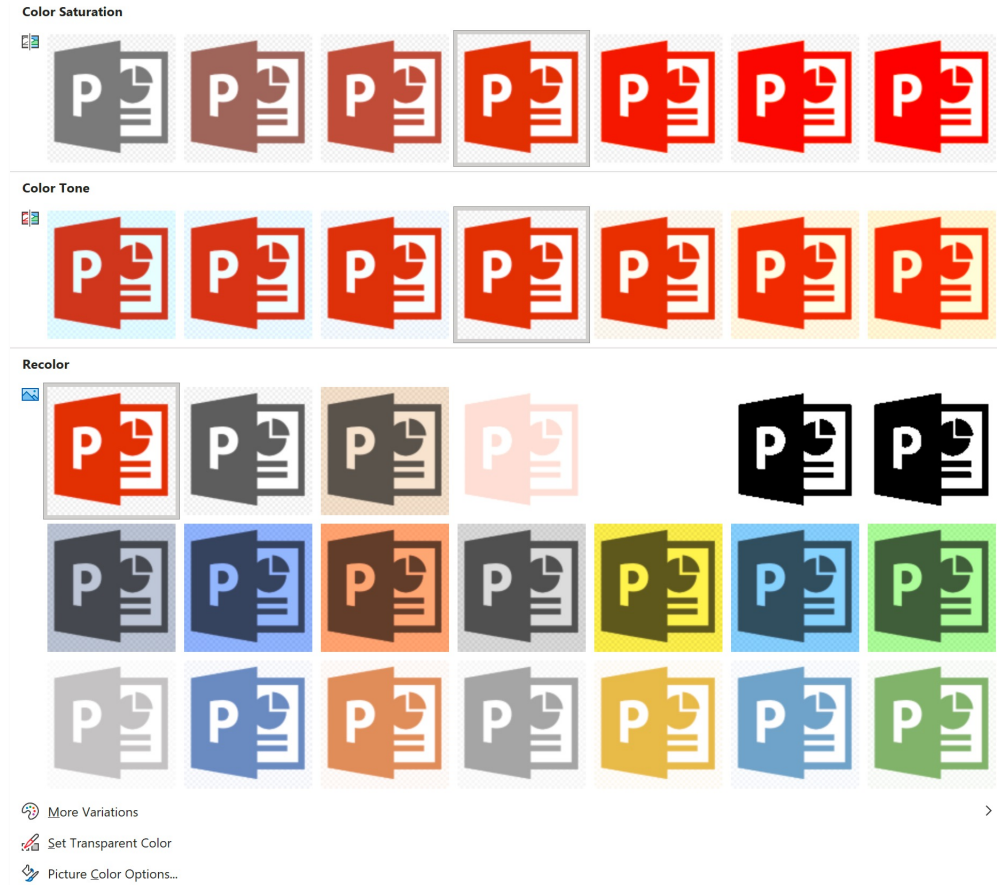 Color Saturation
P P P P P P P
Color Tone
P P P P P P P
Recolor
P P P P P P
P P P P P P P
P P P P P P P
More Variations
Set Transparent Color
Picture Color Options...